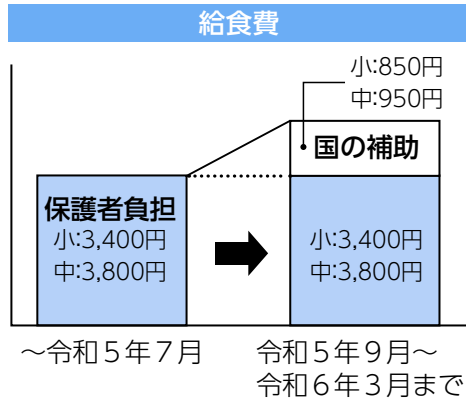 給食費
小:850円
中:950円
国の補助
保護者負担
小:3,400円
中:3,800円
小:3,400円
中:3,800円
～令和５年７月
令和５年９月～
令和６年３月まで